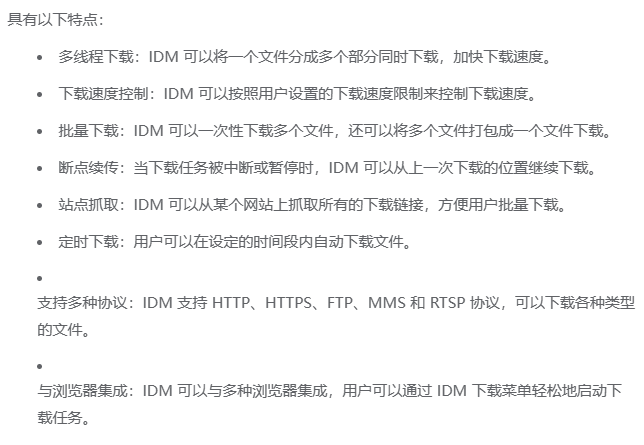 具有以下特点：
• 多线程下载：IDM 可以将一个文件分成多个部分同时下载，加快下载速度。
• 下载速度控制：IDM 可以按照用户设置的下载速度限制来控制下载速度。
• 批量下载：IDM 可以一次性下载多个文件，还可以将多个文件打包成一个文件下载。
• 断点续传：当下载任务被中断或暂停时，IDM 可以从上一次下载的位置继续下载。
• 站点抓取：IDM 可以从某个网站上抓取所有的下载链接，方便用户批量下载。
• 定时下载：用户可以在设定的时间段内自动下载文件。
•
支持多种协议：IDM 支持 HTTP、HTTPS、FTP、MMS 和 RTSP 协议，可以下载各种类型
的文件。
•
与浏览器集成：IDM 可以与多种浏览器集成，用户可以通过 IDM 下载菜单轻松地启动下
载任务。